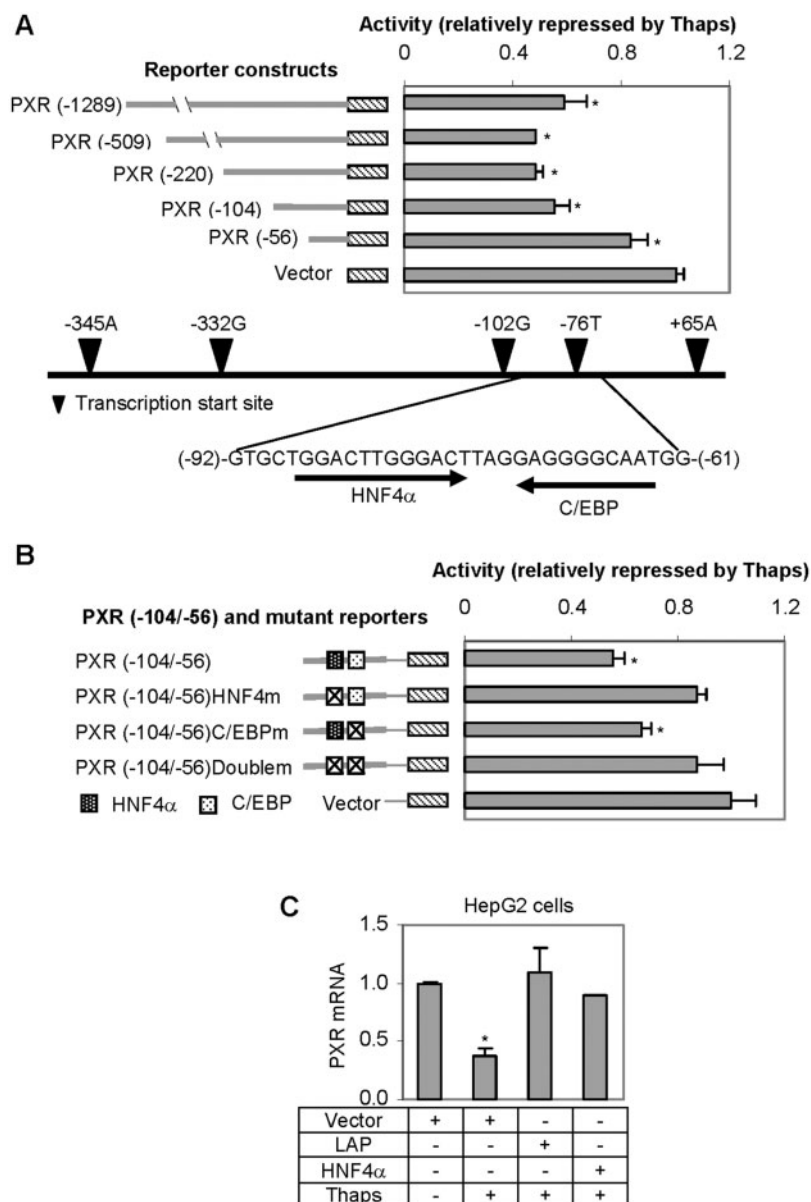 A
Activity (relatively repressed by Thaps)
0 0.4 0.8 1.2
Reporter constructs
PXR (-1289) *
PXR (-509) *
PXR (-220) *
PXR (-104) *
PXR (-56) *
Vector
-345A -332G -102G -76T +65A
Transcription start site
(-92)-GTGCTGGACTTGGGACTTAGGAGGGGCAATGG-(-61)
HNF4α C/EBP
B
Activity (relatively repressed by Thaps)
PXR (-104/-56) and mutant reporters
0 0.4 0.8 1.2
PXR (-104/-56) *
PXR (-104/-56)HNF4m
PXR (-104/-56)C/EBPm *
PXR (-104/-56)Doublem
HNF4α C/EBP Vector
C
HepG2 cells
PXR mRNA
1.5
1.0
0.5
0.0
*
Vector + + - -
LAP - - + -
HNF4α - - - +
Thaps - + + +